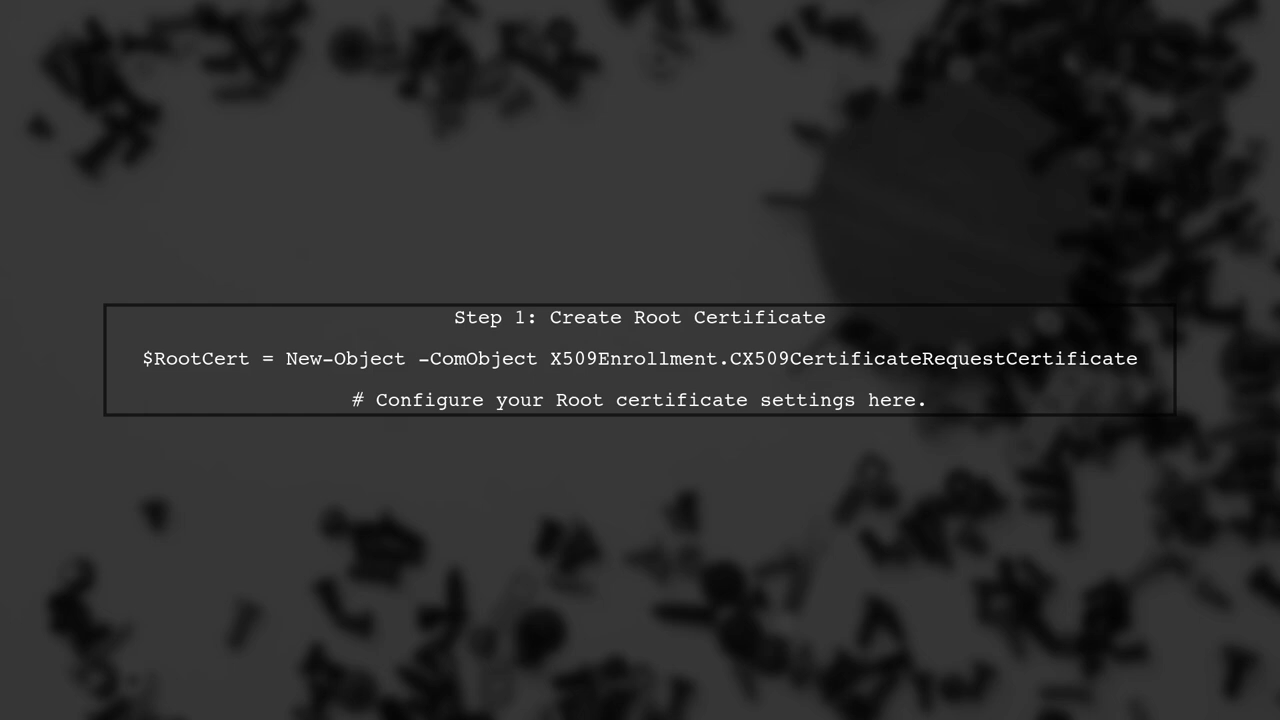 Step 1: Create Root Certificate
$RootCert = New-Object -ComObject X509Enrollment.CX509CertificateRequestCertificate
# Configure your Root certificate settings here.